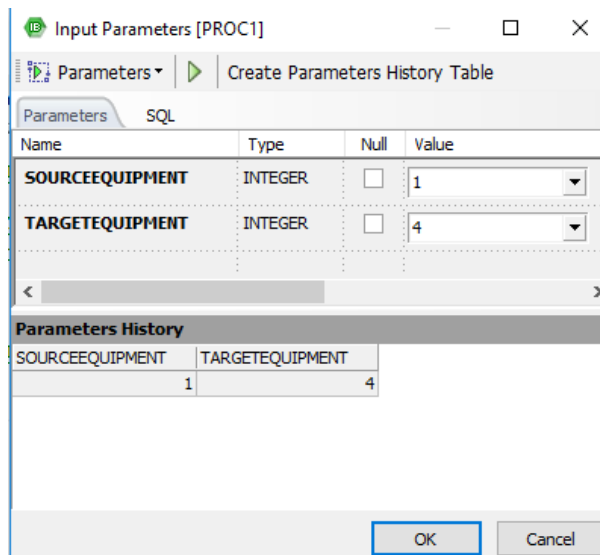 IB Input Parameters [PROC1]
Parameters Create Parameters History Table
Parameters SQL
Name Type Null Value
SOURCEEQUIPMENT INTEGER 1
TARGETEQUIPMENT INTEGER 4
Parameters History
SOURCEEQUIPMENT TARGETEQUIPMENT
1 4
OK Cancel